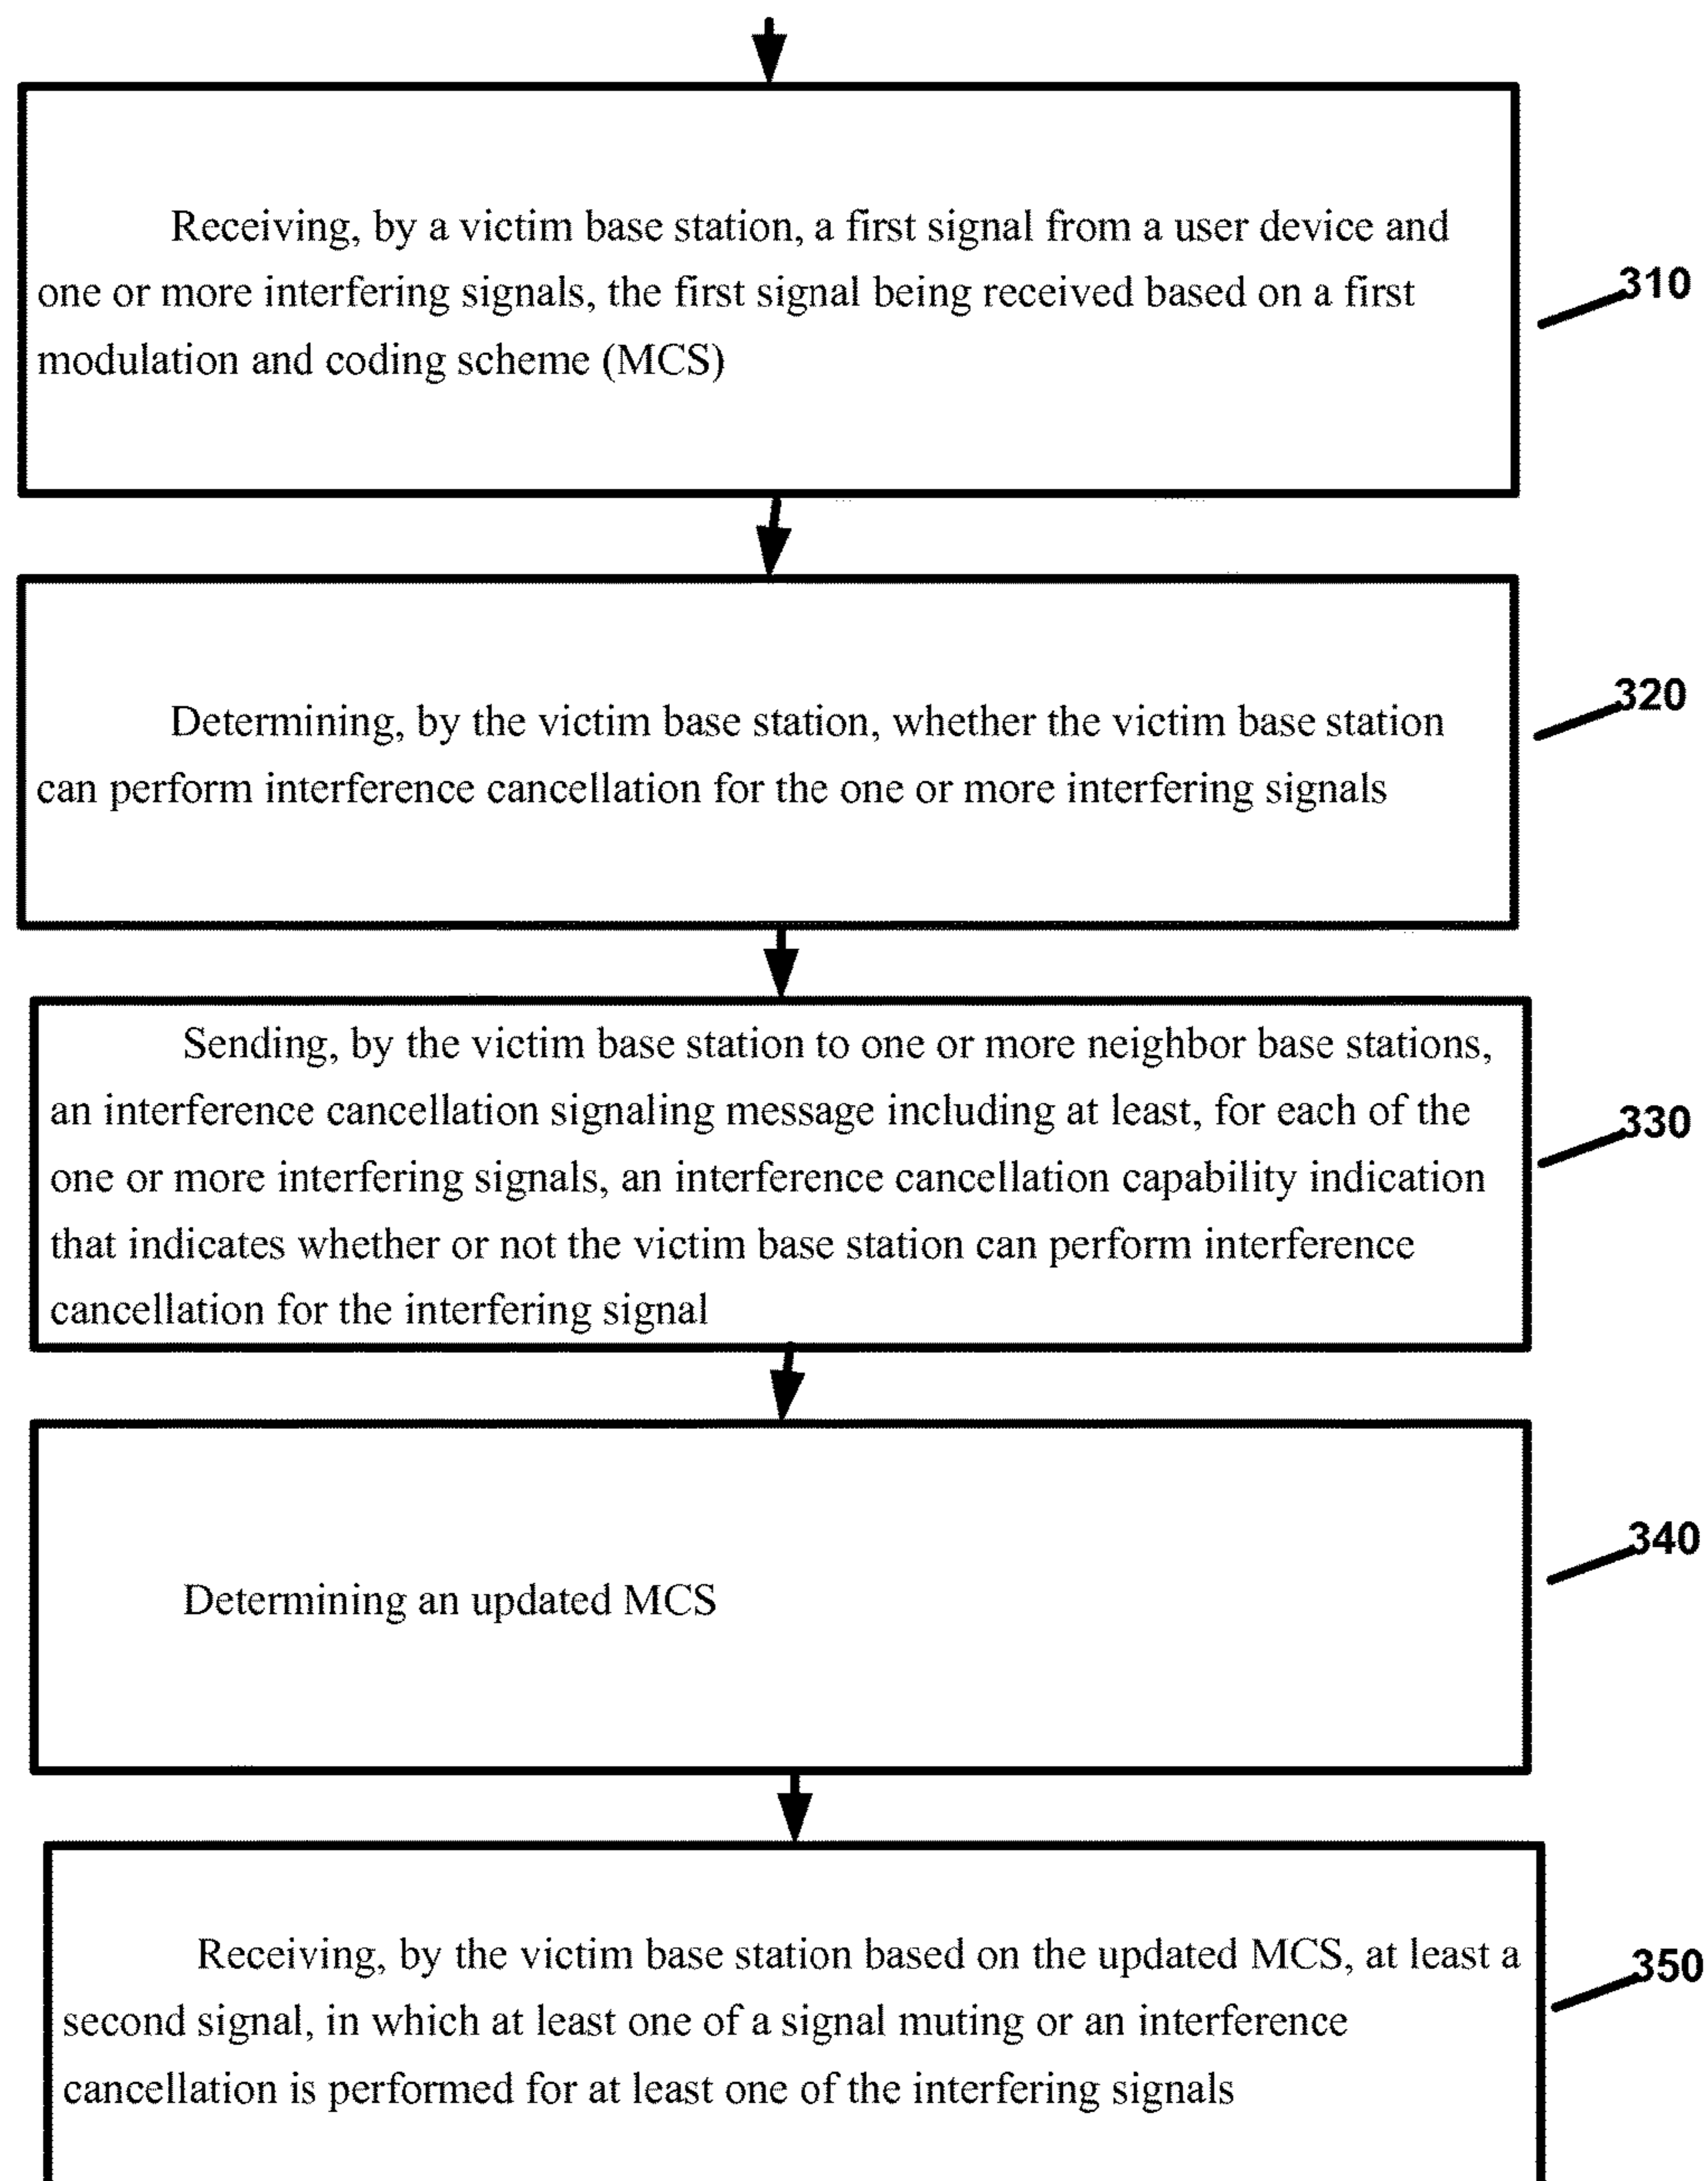 Receiving, by a victim base station, a first signal from a user device and
one or more interfering signals, the first signal being received based on a first
modulation and coding scheme (MCS)
310
Determining, by the victim base station, whether the victim base station
can perform interference cancellation for the one or more interfering signals
320
Sending, by the victim base station to one or more neighbor base stations,
an interference cancellation signaling message including at least, for each of the
one or more interfering signals, an interference cancellation capability indication
that indicates whether or not the victim base station can perform interference
cancellation for the interfering signal
330
Determining an updated MCS
340
Receiving, by the victim base station based on the updated MCS, at least a
second signal, in which at least one of a signal muting or an interference
cancellation is performed for at least one of the interfering signals
350